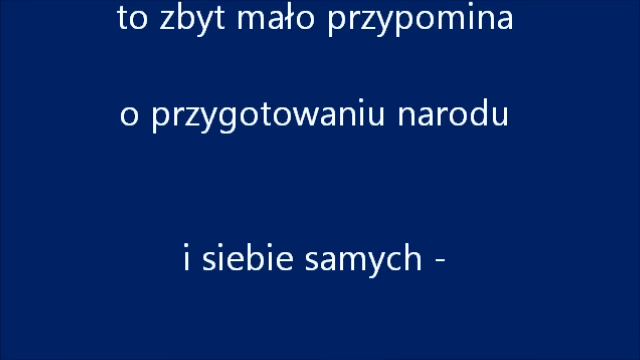 to zbyt mało przypomina
o przygotowaniu narodu
i siebie samych -